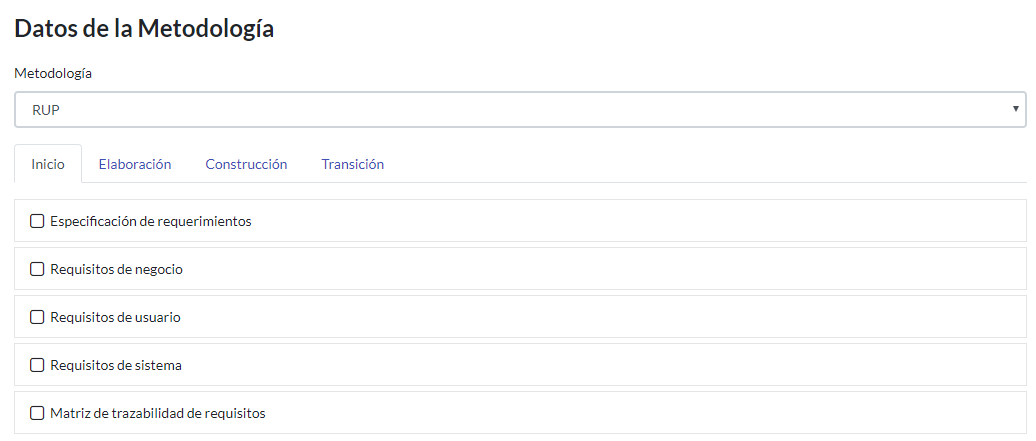 Datos de la Metodología
Metodología
RUP
Inicio Elaboración Construcción Transición
Especificación de requerimientos
Requisitos de negocio
Requisitos de usuario
Requisitos de sistema
Matriz de trazabilidad de requisitos